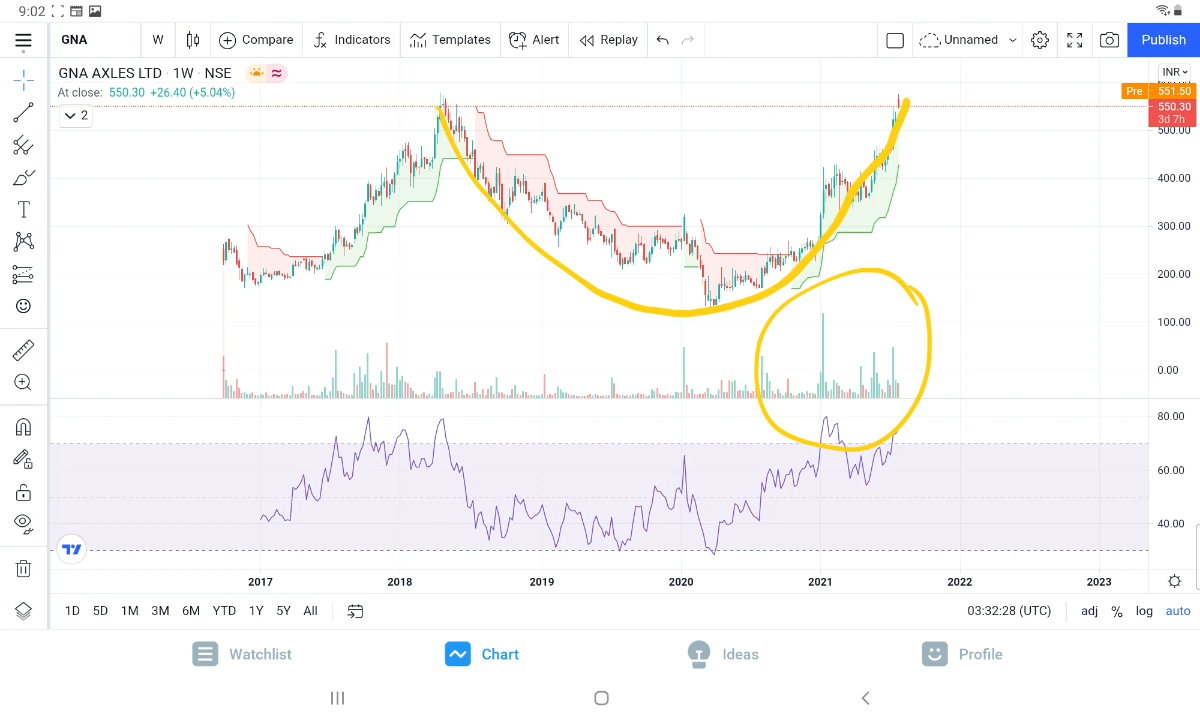 9:02
GNA W Compare Indicators Templates Alert Replay Unnamed Publish
GNA AXLES LTD · 1W · NSE
INR
At close: 550.30 +26.40 (+5.04%)
Pre 551.50
550.30
3d 7h
2
500.00
400.00
300.00
200.00
100.00
0.00
80.00
60.00
40.00
2017 2018 2019 2020 2021 2022 2023
1D 5D 1M 3M 6M YTD 1Y 5Y All 03:32:28 (UTC) adj % log auto
Watchlist Chart Ideas Profile